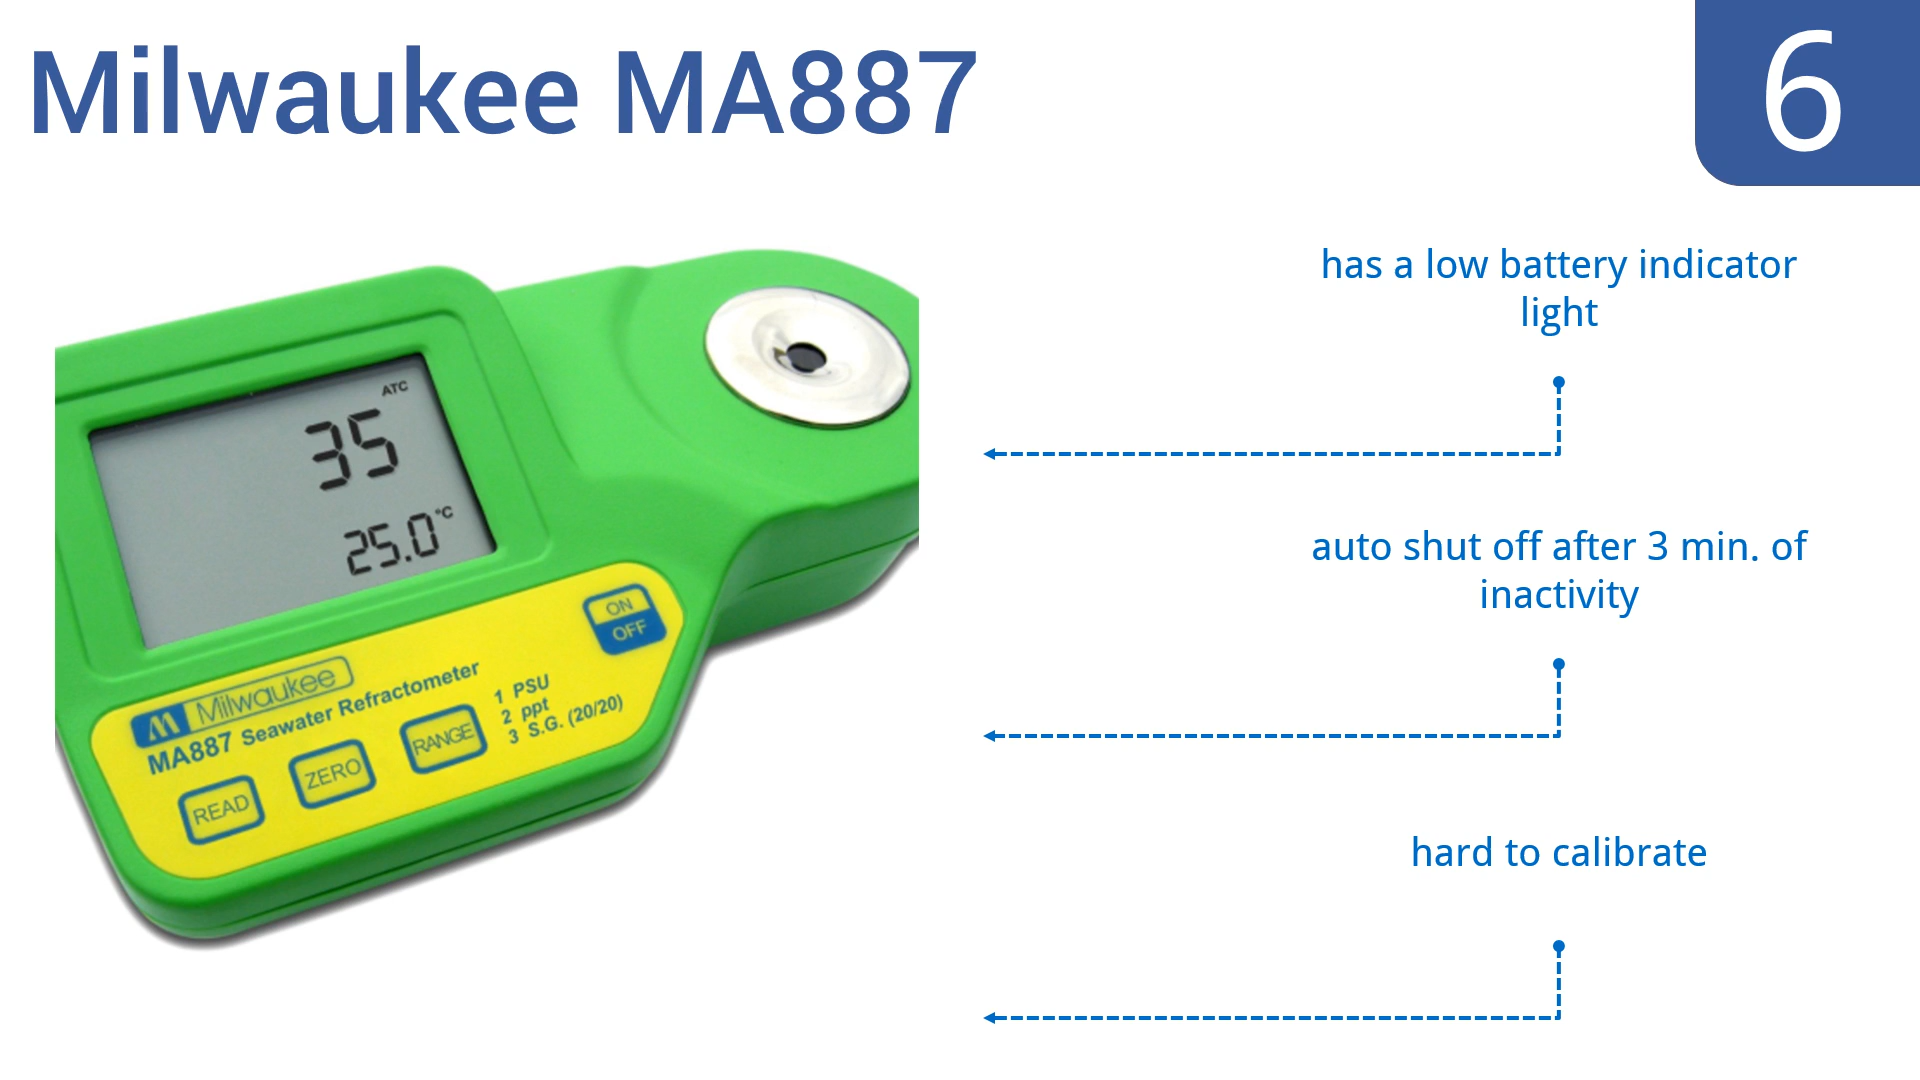 Milwaukee MA887
6
has a low battery indicator
light
auto shut off after 3 min. of
inactivity
hard to calibrate
ATC
35
25.0°C
ON
OFF
Milwaukee
MA887 Seawater Refractometer
1 PSU
2 ppt
3 S.G. (20/20)
READ
ZERO
RANGE